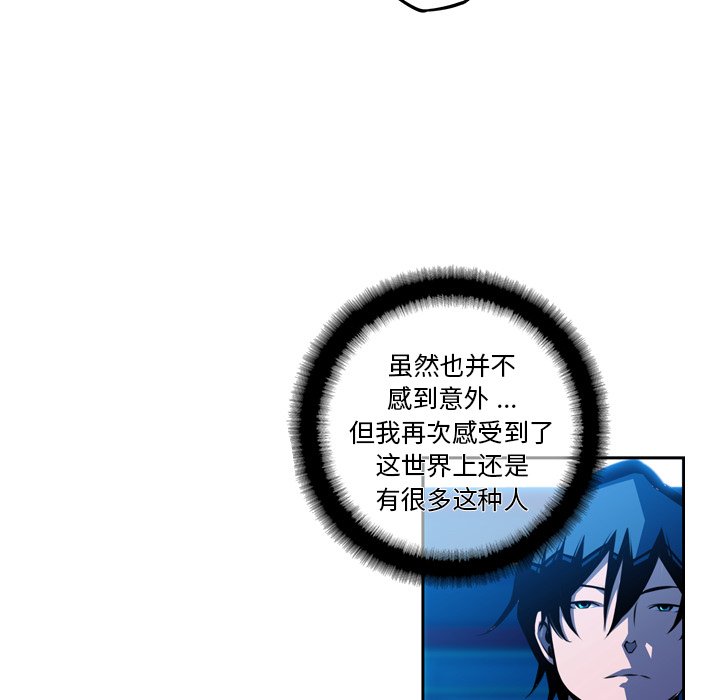 虽然也并不
感到意外 ...
但我再次感受到了
这世界上还是
有很多这种人